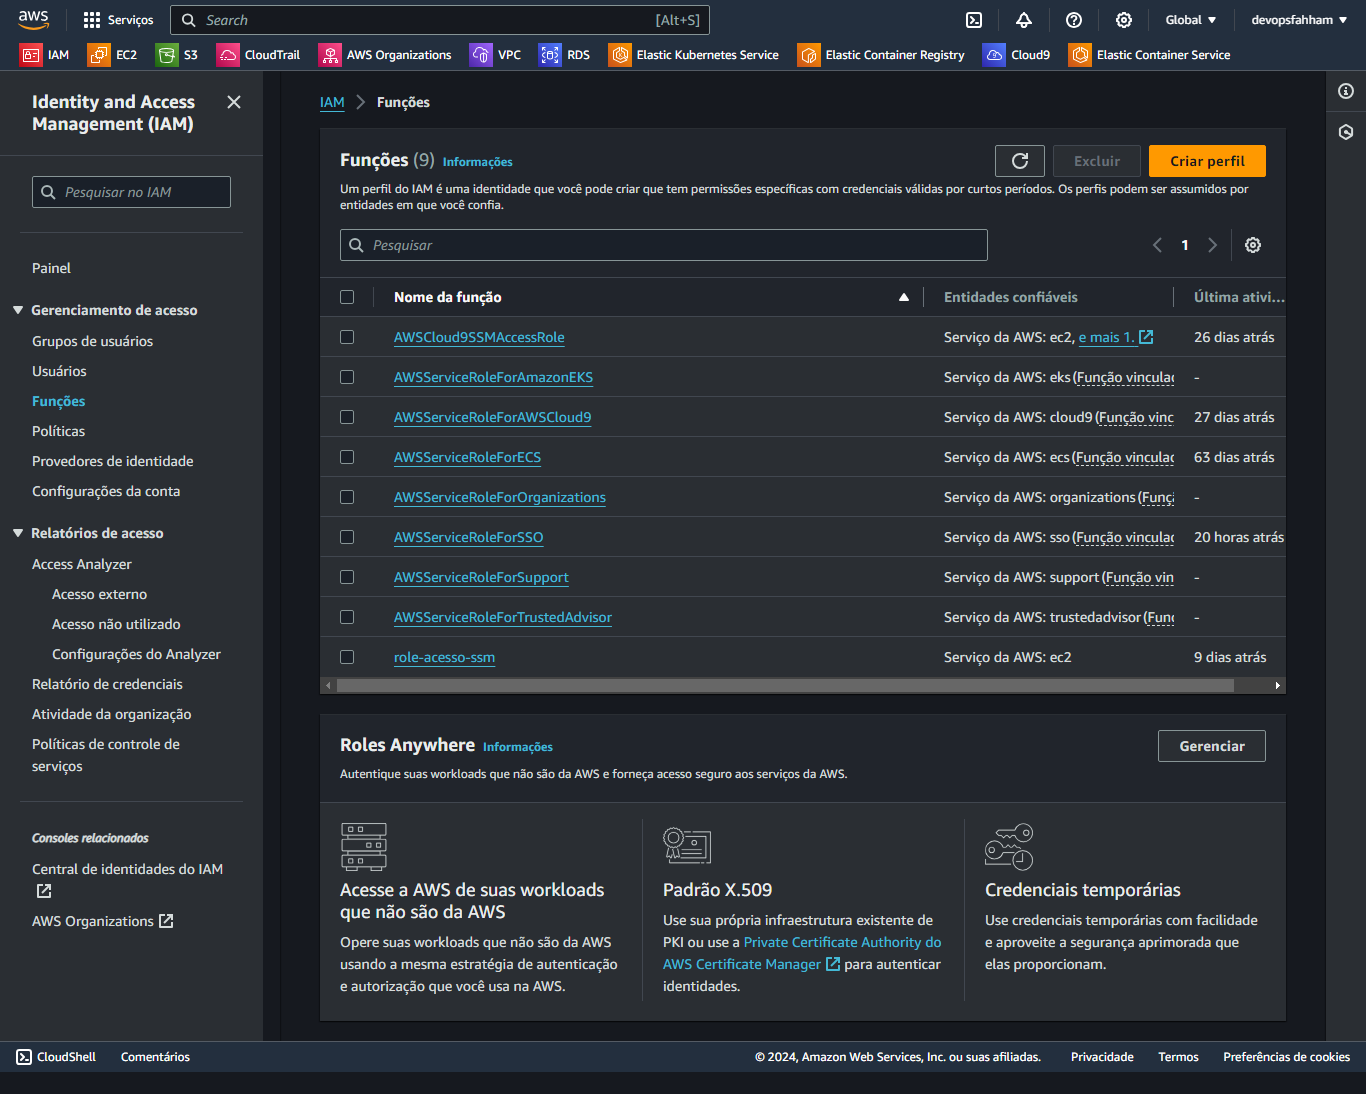 aws
Serviços
Search
[Alt+S]
Global
devopsfahham
IAM
EC2
S3
CloudTrail
AWS Organizations
VPC
RDS
Elastic Kubernetes Service
Elastic Container Registry
Cloud9
Elastic Container Service
Identity and Access
Management (IAM)
Pesquisar no IAM
Painel
Gerenciamento de acesso
Grupos de usuários
Usuários
Funções
Políticas
Provedores de identidade
Configurações da conta
Relatórios de acesso
Access Analyzer
Acesso externo
Acesso não utilizado
Configurações do Analyzer
Relatório de credenciais
Atividade da organização
Políticas de controle de
serviços
Consoles relacionados
Central de identidades do IAM
AWS Organizations
IAM
Funções
Funções (9) Informações
Excluir
Criar perfil
Um perfil do IAM é uma identidade que você pode criar que tem permissões específicas com credenciais válidas por curtos períodos. Os perfis podem ser assumidos por
entidades em que você confia.
Pesquisar
1
Nome da função
Entidades confiáveis
Última ativi...
AWSCloud9SSMAccessRole
Serviço da AWS: ec2, e mais 1.
26 dias atrás
AWSServiceRoleForAmazonEKS
Serviço da AWS: eks (Função vinculac
-
AWSServiceRoleForAWSCloud9
Serviço da AWS: cloud9 (Função vinc
27 dias atrás
AWSServiceRoleForECS
Serviço da AWS: ecs (Função vinculac
63 dias atrás
AWSServiceRoleForOrganizations
Serviço da AWS: organizations (Funçã
-
AWSServiceRoleForSSO
Serviço da AWS: sso (Função vinculac
20 horas atrás
AWSServiceRoleForSupport
Serviço da AWS: support (Função vin
-
AWSServiceRoleForTrustedAdvisor
Serviço da AWS: trustedadvisor (Func
-
role-acesso-ssm
Serviço da AWS: ec2
9 dias atrás
Roles Anywhere Informações
Gerenciar
Autentique suas workloads que não são da AWS e forneça acesso seguro aos serviços da AWS.
Acesse a AWS de suas workloads
que não são da AWS
Opere suas workloads que não são da AWS
usando a mesma estratégia de autenticação
e autorização que você usa na AWS.
Padrão X.509
Use sua própria infraestrutura existente de
PKI ou use a Private Certificate Authority do
AWS Certificate Manager para autenticar
identidades.
Credenciais temporárias
Use credenciais temporárias com facilidade
e aproveite a segurança aprimorada que
elas proporcionam.
CloudShell
Comentários
© 2024, Amazon Web Services, Inc. ou suas afiliadas.
Privacidade
Termos
Preferências de cookies